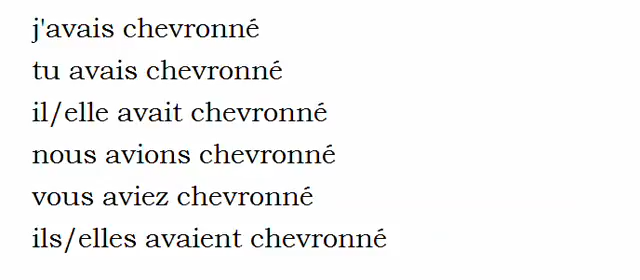 j'avais chevronné
tu avais chevronné
il/elle avait chevronné
nous avions chevronné
vous aviez chevronné
ils/elles avaient chevronné